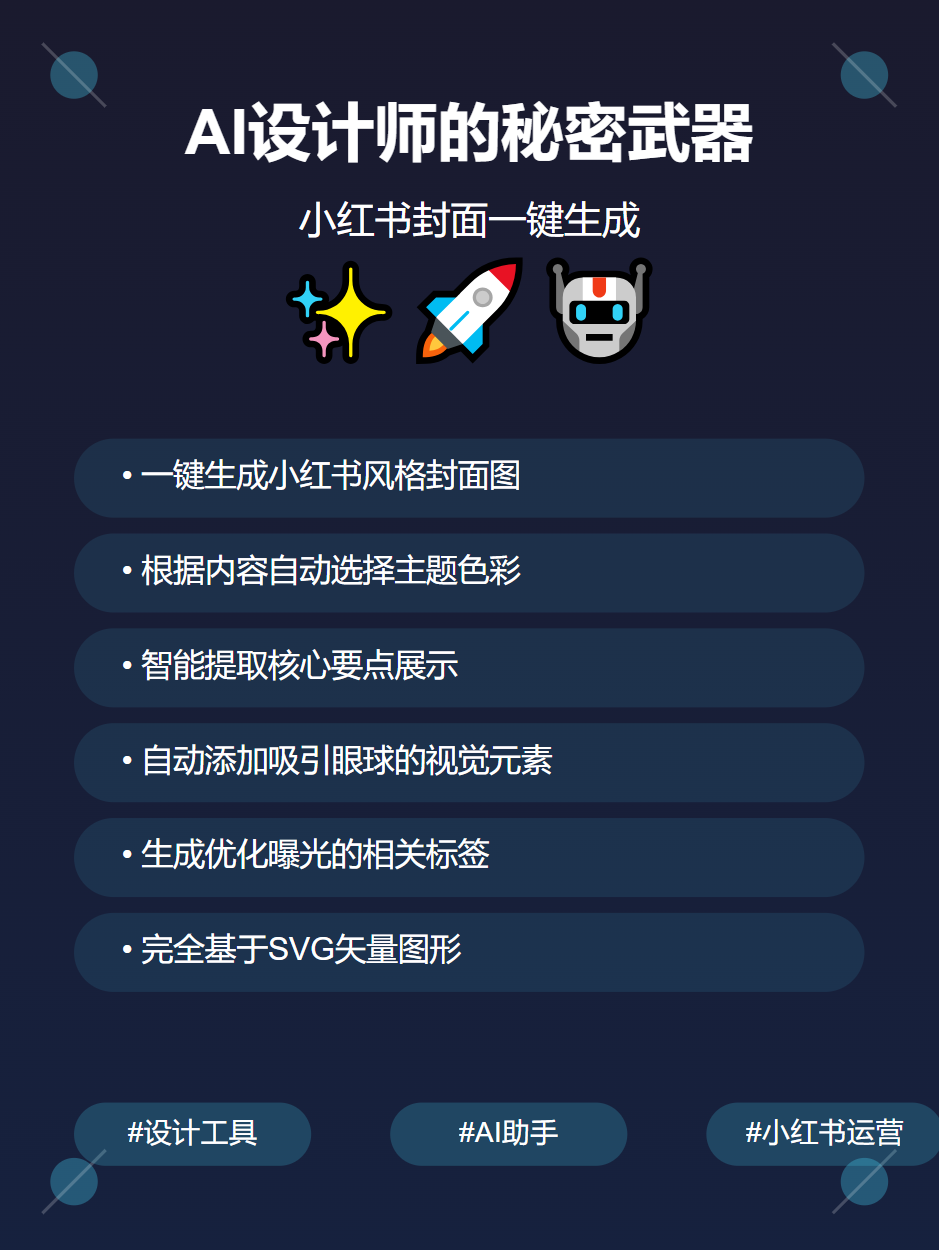 AI设计师的秘密武器
小红书封面一键生成
• 一键生成小红书风格封面图
• 根据内容自动选择主题色彩
• 智能提取核心要点展示
• 自动添加吸引眼球的视觉元素
• 生成优化曝光的相关标签
• 完全基于SVG矢量图形
#设计工具 #AI助手 #小红书运营